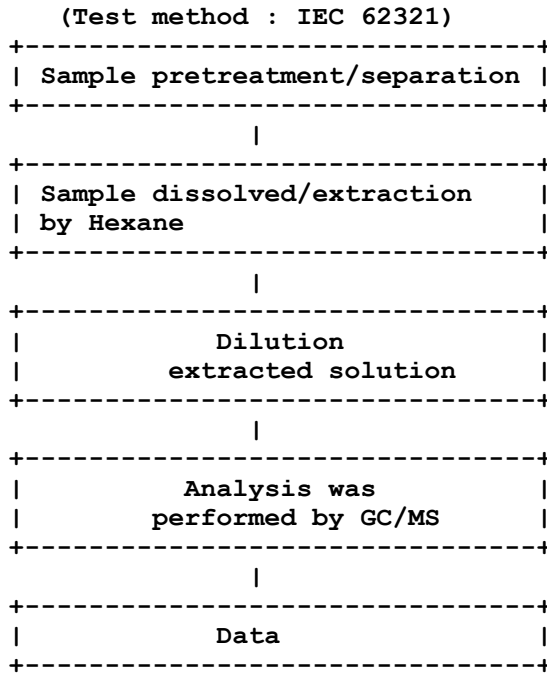 (Test method : IEC 62321)
Sample pretreatment/separation
Sample dissolved/extraction
by Hexane
Dilution
extracted solution
Analysis was
performed by GC/MS
Data